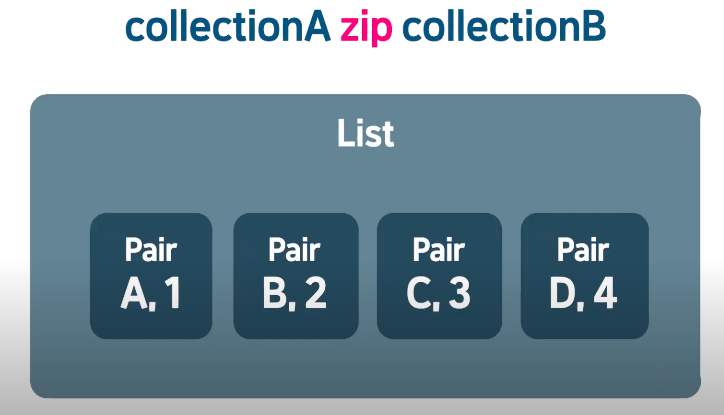 collectionA zip collectionB
List
Pair
A, 1
Pair
B, 2
Pair
C, 3
Pair
D, 4